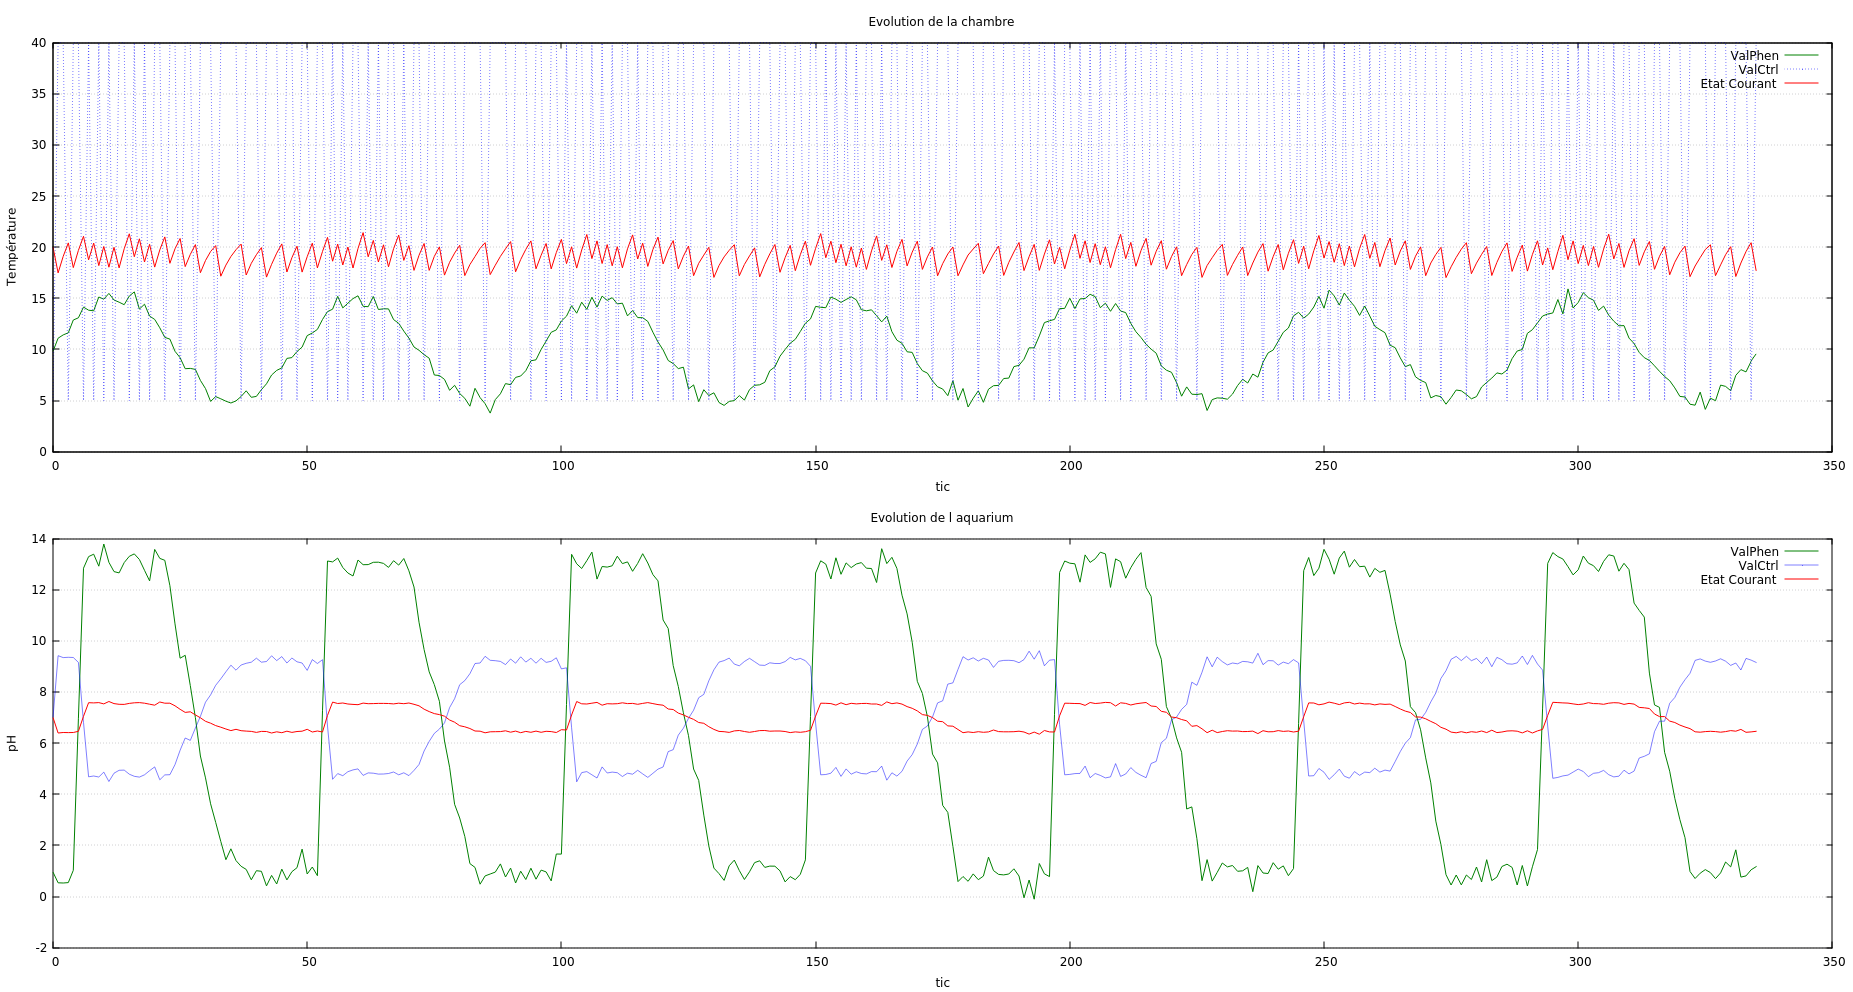 Evolution de la chambre
40
35
30
25
20
15
10
5
0
Température
ValPhen
ValCtrl
Etat Courant
0 50 100 150 200 250 300 350
tic
Evolution de l aquarium
14
12
10
8
6
4
2
0
-2
pH
ValPhen
ValCtrl
Etat Courant
0 50 100 150 200 250 300 350
tic